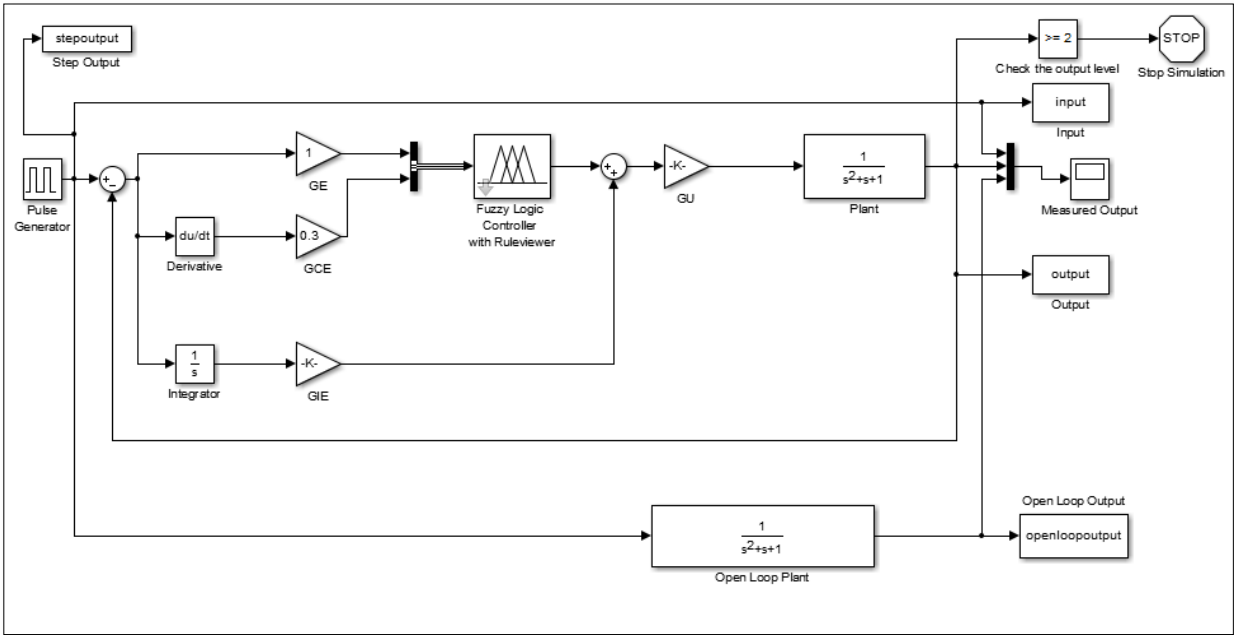 stepoutput
Step Output
>= 2
Check the output level
STOP
Stop Simulation
input
Input
Pulse
Generator
+
−
1
GE
du/dt
Derivative
0.3
GCE
1
s
Integrator
-K-
GIE
Fuzzy Logic
Controller
with Ruleviewer
+
+
-K-
GU
1
s²+s+1
Plant
Measured Output
output
Output
1
s²+s+1
Open Loop Plant
Open Loop Output
openloopoutput